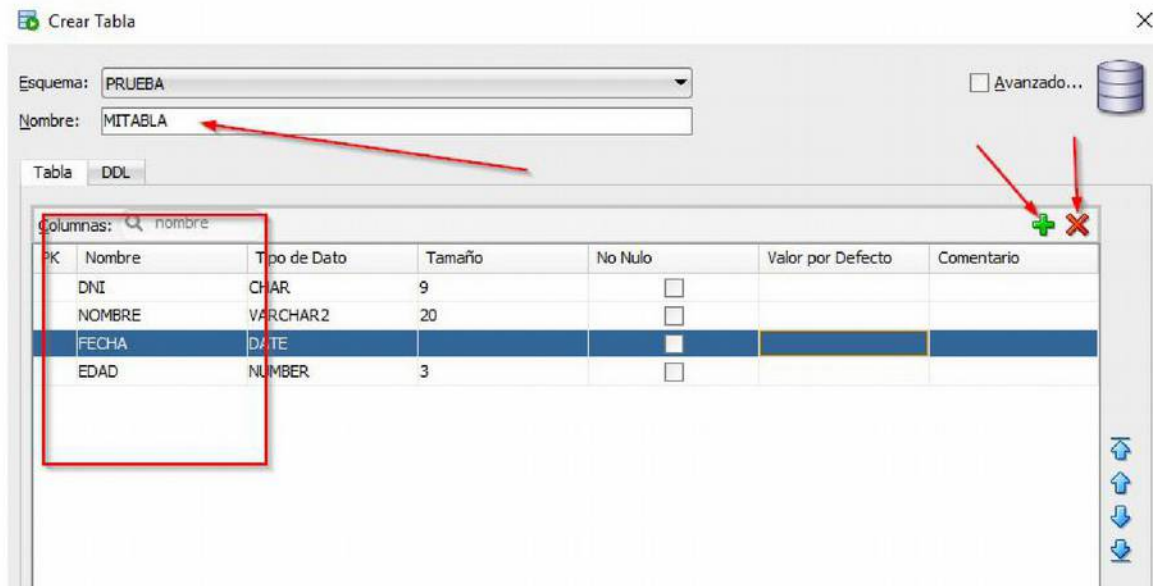 Crear Tabla
Esquema: PRUEBA
Avanzado...
Nombre: MITABLA
Tabla DDL
Columnas: nombre
PK Nombre Tipo de Dato Tamaño No Nulo Valor por Defecto Comentario
DNI CHAR 9
NOMBRE VARCHAR2 20
FECHA DATE
EDAD NUMBER 3